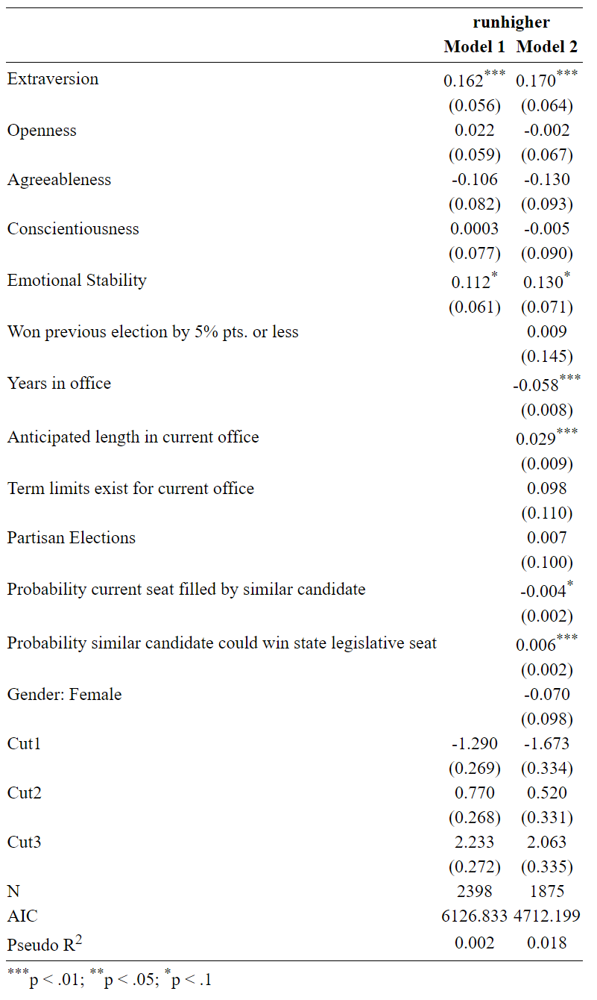 runhigher
Model 1 Model 2
Extraversion 0.162*** 0.170***
(0.056) (0.064)
Openness 0.022 -0.002
(0.059) (0.067)
Agreeableness -0.106 -0.130
(0.082) (0.093)
Conscientiousness 0.0003 -0.005
(0.077) (0.090)
Emotional Stability 0.112* 0.130*
(0.061) (0.071)
Won previous election by 5% pts. or less 0.009
(0.145)
Years in office -0.058***
(0.008)
Anticipated length in current office 0.029***
(0.009)
Term limits exist for current office 0.098
(0.110)
Partisan Elections 0.007
(0.100)
Probability current seat filled by similar candidate -0.004*
(0.002)
Probability similar candidate could win state legislative seat 0.006***
(0.002)
Gender: Female -0.070
(0.098)
Cut1 -1.290 -1.673
(0.269) (0.334)
Cut2 0.770 0.520
(0.268) (0.331)
Cut3 2.233 2.063
(0.272) (0.335)
N 2398 1875
AIC 6126.833 4712.199
Pseudo R2 0.002 0.018
***p < .01; **p < .05; *p < .1